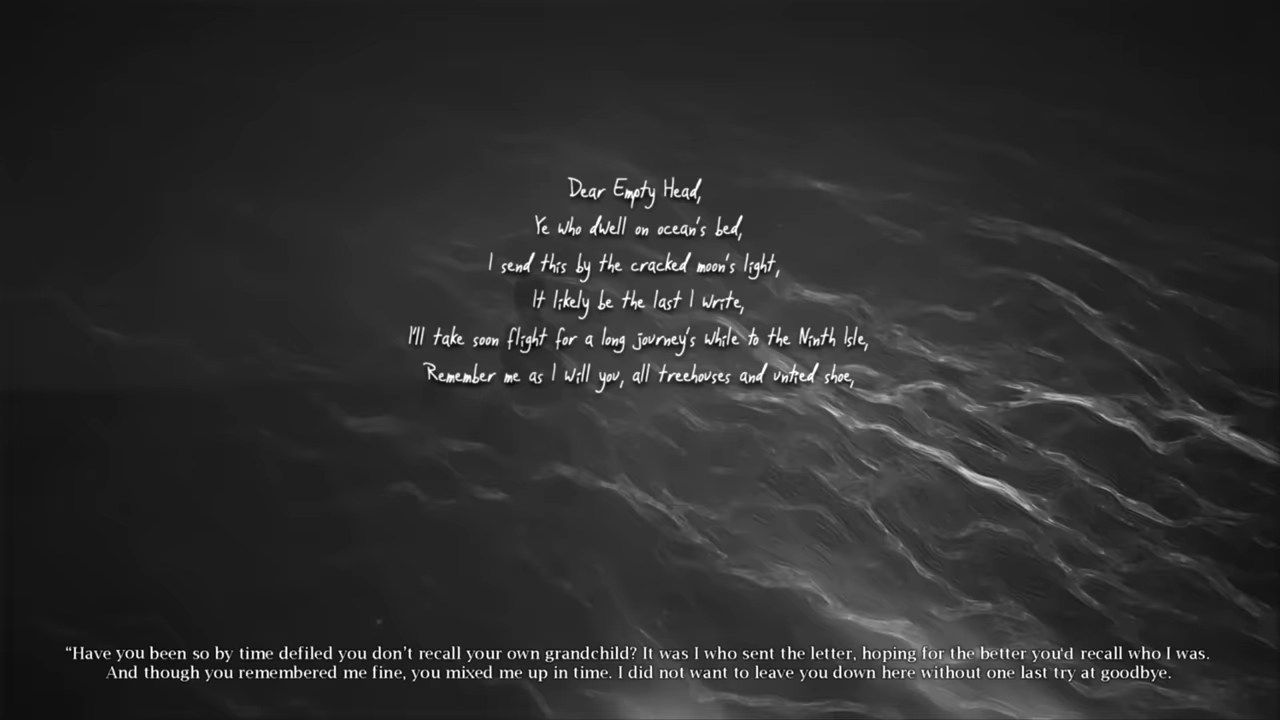 Dear Empty Head,
Ye who dwell on ocean's bed,
I send this by the cracked moon's light,
It likely be the last I write,
I'll take soon flight for a long journey's while to the Ninth Isle,
Remember me as I will you, all treehouses and untied shoe,
“Have you been so by time defiled you don’t recall your own grandchild? It was I who sent the letter, hoping for the better you'd recall who I was.
And though you remembered me fine, you mixed me up in time. I did not want to leave you down here without one last try at goodbye.